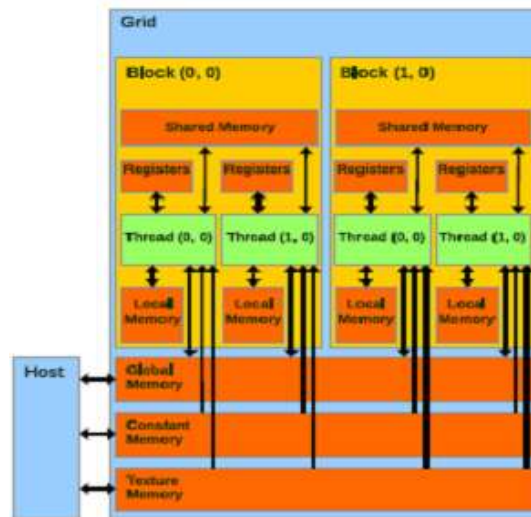 Grid
Block (0, 0)
Block (1, 0)
Shared Memory
Shared Memory
Registers
Registers
Registers
Registers
Thread (0, 0)
Thread (1, 0)
Thread (0, 0)
Thread (1, 0)
Local
Memory
Local
Memory
Local
Memory
Local
Memory
Host
Global
Memory
Constant
Memory
Texture
Memory